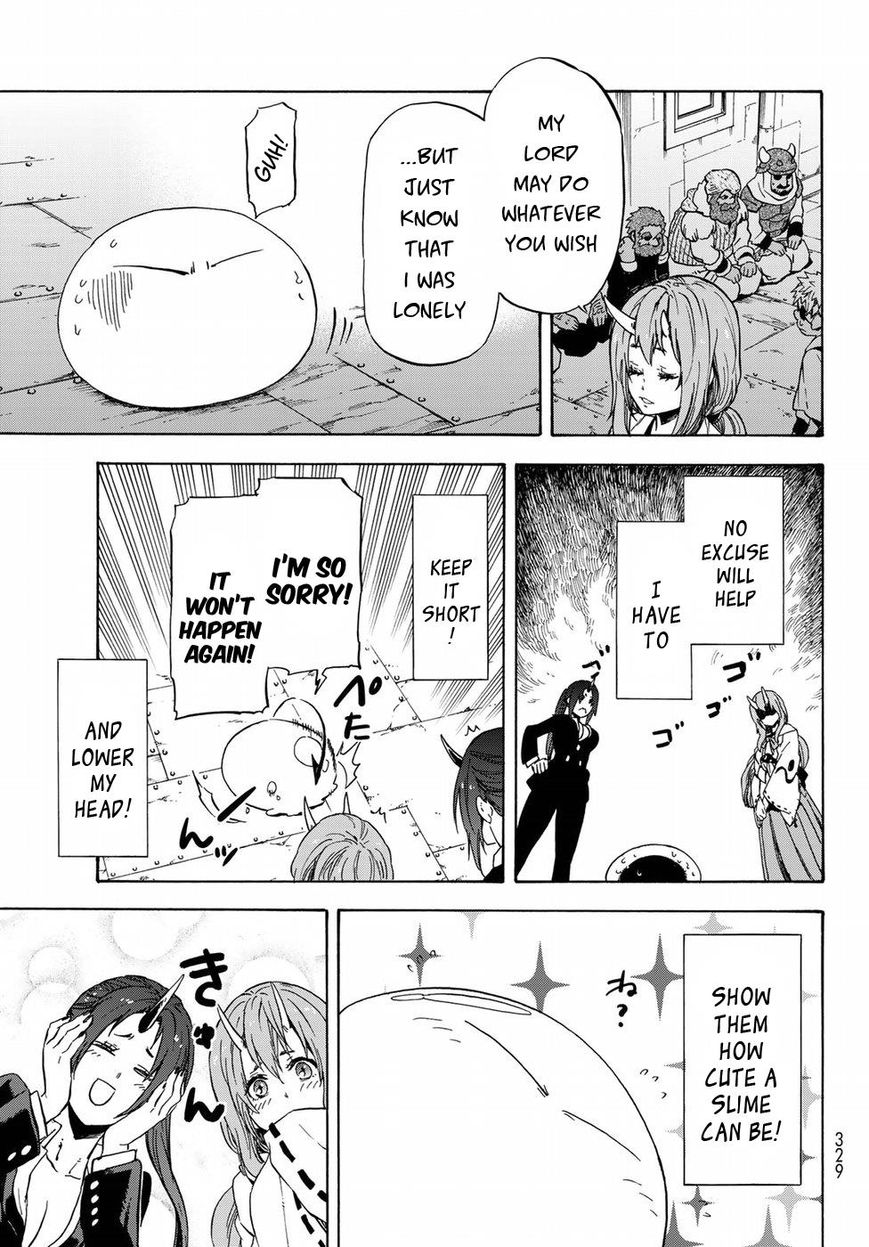 MY
LORD
MAY DO
WHATEVER
YOU WISH
...BUT
JUST
KNOW
THAT
I WAS
LONELY
GUH!
NO
EXCUSE
WILL
HELP
I
HAVE
TO
ゴ
ゴ
ゴ
KEEP
IT
SHORT
!
I'M SO
SORRY!
IT
WON'T
HAPPEN
AGAIN!
ぺた
んッ
AND
LOWER
MY
HEAD!
SHOW
THEM
HOW
CUTE A
SLIME
CAN BE!
ね?
きゅん
329